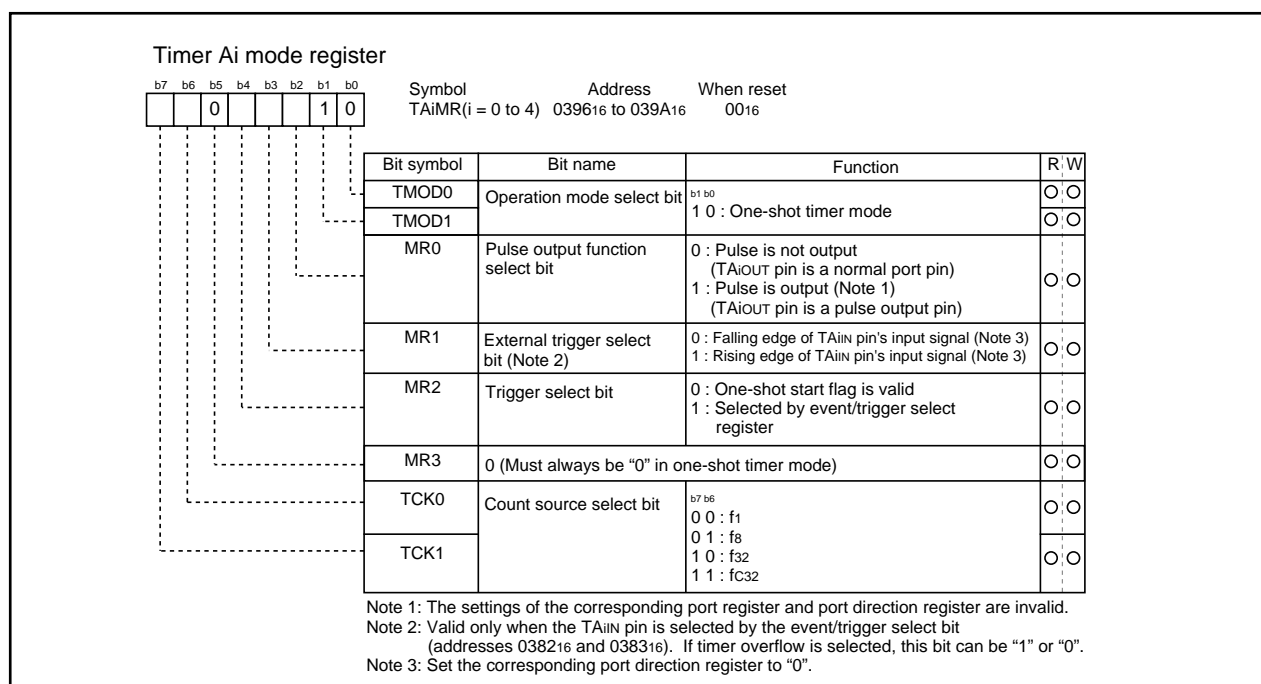 Timer Ai mode register
b7 b6 b5 b4 b3 b2 b1 b0
0 1 0
Symbol Address When reset
TAiMR(i = 0 to 4) 039616 to 039A16 0016
Bit symbol Bit name Function R W
TMOD0 Operation mode select bit b1 b0
1 0 : One-shot timer mode
TMOD1
MR0 Pulse output function select bit
0 : Pulse is not output
(TAiOUT pin is a normal port pin)
1 : Pulse is output (Note 1)
(TAiOUT pin is a pulse output pin)
MR1 External trigger select bit (Note 2)
0 : Falling edge of TAiIN pin's input signal (Note 3)
1 : Rising edge of TAiIN pin's input signal (Note 3)
MR2 Trigger select bit
0 : One-shot start flag is valid
1 : Selected by event/trigger select
register
MR3 0 (Must always be “0” in one-shot timer mode)
TCK0 Count source select bit
b7 b6
0 0 : f1
0 1 : f8
TCK1
1 0 : f32
1 1 : fC32
Note 1: The settings of the corresponding port register and port direction register are invalid.
Note 2: Valid only when the TAiIN pin is selected by the event/trigger select bit
(addresses 038216 and 038316). If timer overflow is selected, this bit can be “1” or “0”.
Note 3: Set the corresponding port direction register to “0”.